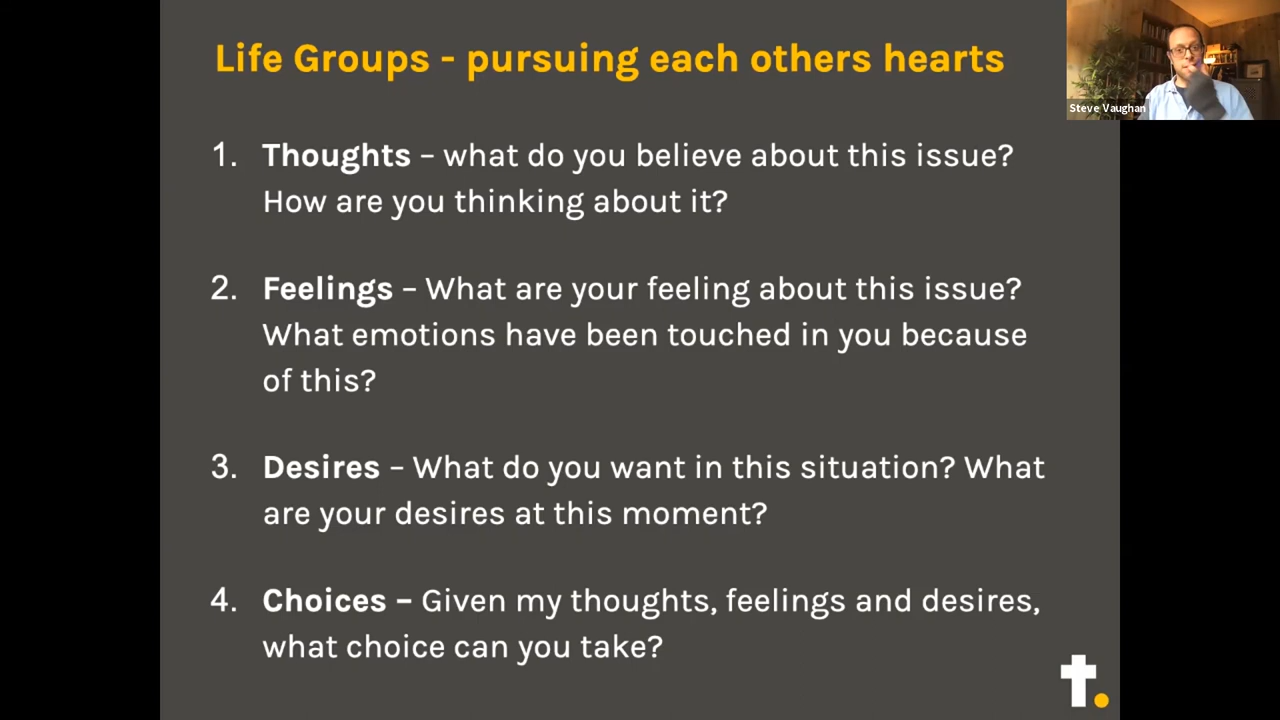 Life Groups - pursuing each others hearts
Steve Vaughan
1. Thoughts – what do you believe about this issue?
How are you thinking about it?
2. Feelings – What are your feeling about this issue?
What emotions have been touched in you because
of this?
3. Desires – What do you want in this situation? What
are your desires at this moment?
4. Choices – Given my thoughts, feelings and desires,
what choice can you take?
t.